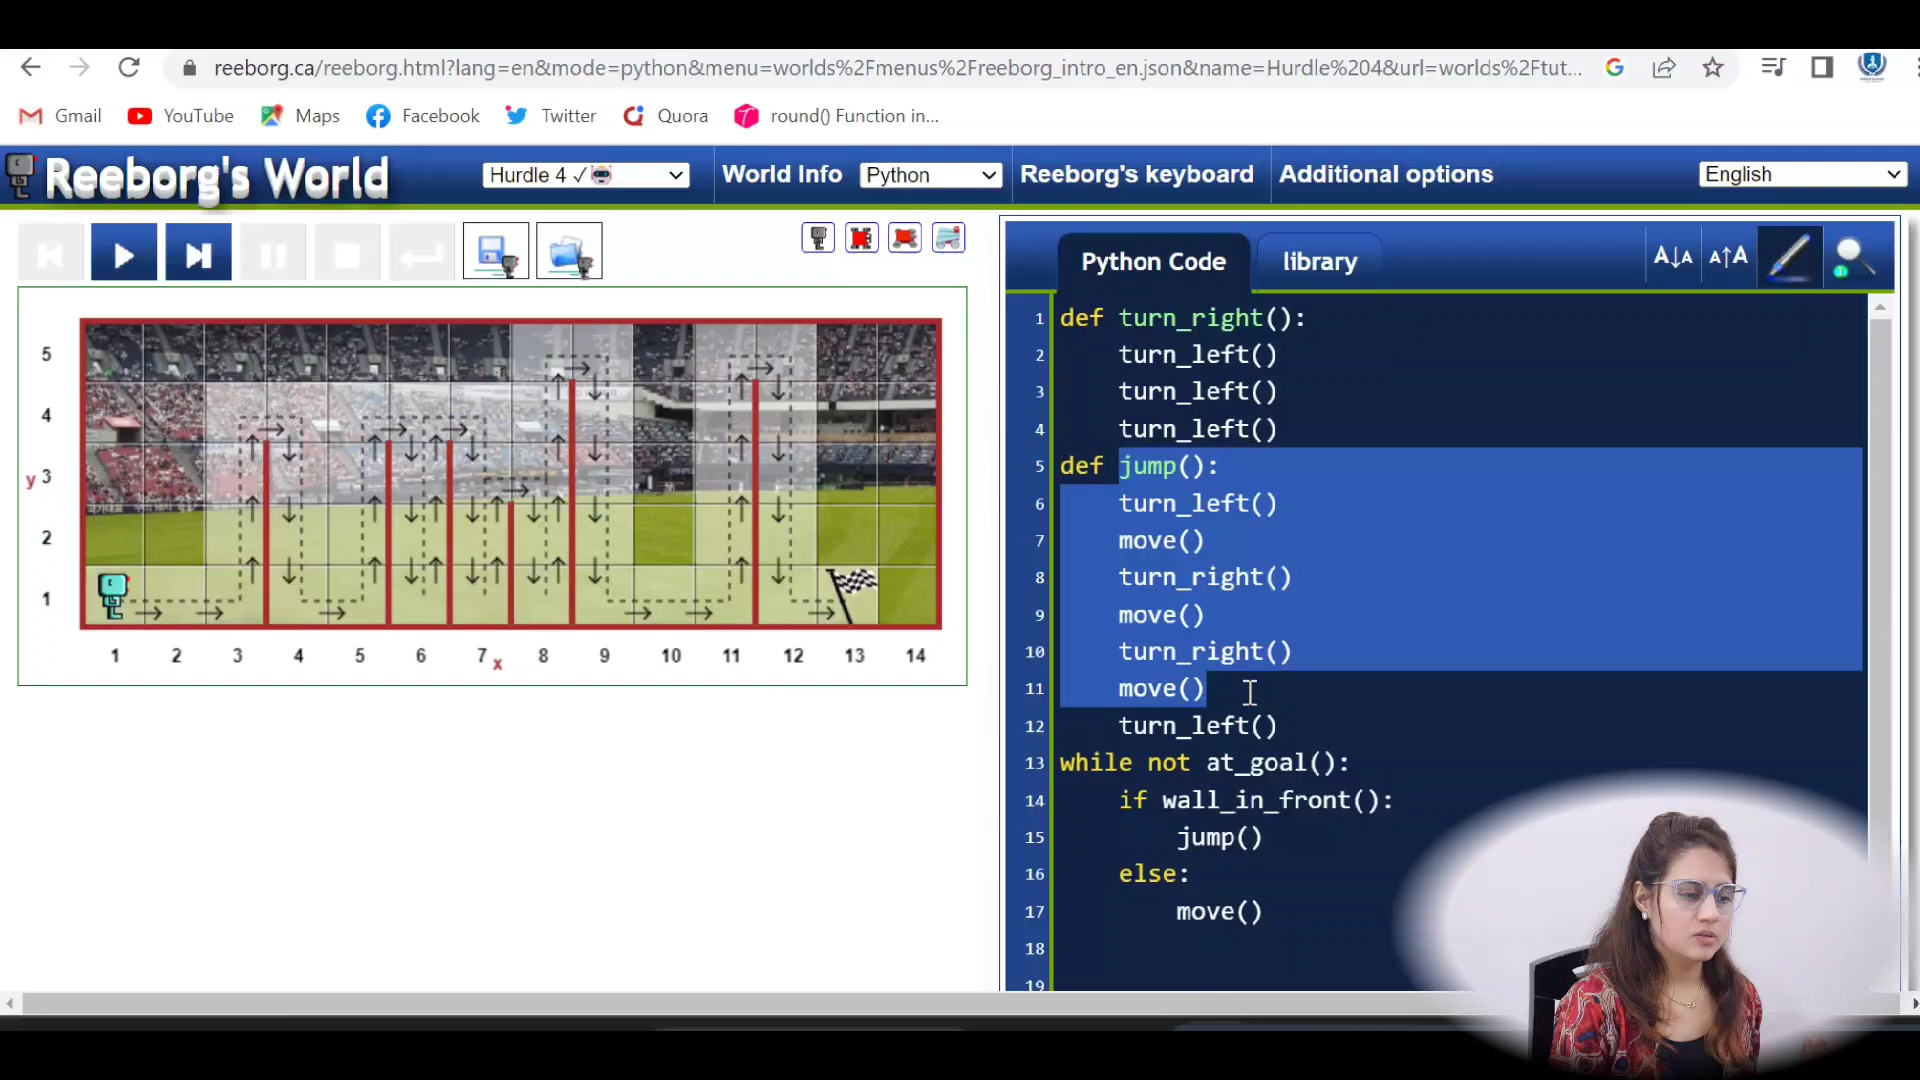 reeborg.ca/reeborg.html?lang=en&mode=python&menu=worlds%2Fmenus%2Freeborg_intro_en.json&name=Hurdle%204&url=worlds%2Ftut...
Gmail YouTube Maps Facebook Twitter Quora round() Function in...
Reeborg's World Hurdle 4 ✓ World Info Python Reeborg's keyboard Additional options English
Python Code library A↓A A↑A
5
4
y 3
2
1
1 2 3 4 5 6 7 x 8 9 10 11 12 13 14
1 def turn_right():
2 turn_left()
3 turn_left()
4 turn_left()
5 def jump():
6 turn_left()
7 move()
8 turn_right()
9 move()
10 turn_right()
11 move()
12 turn_left()
13 while not at_goal():
14 if wall_in_front():
15 jump()
16 else:
17 move()
18
19